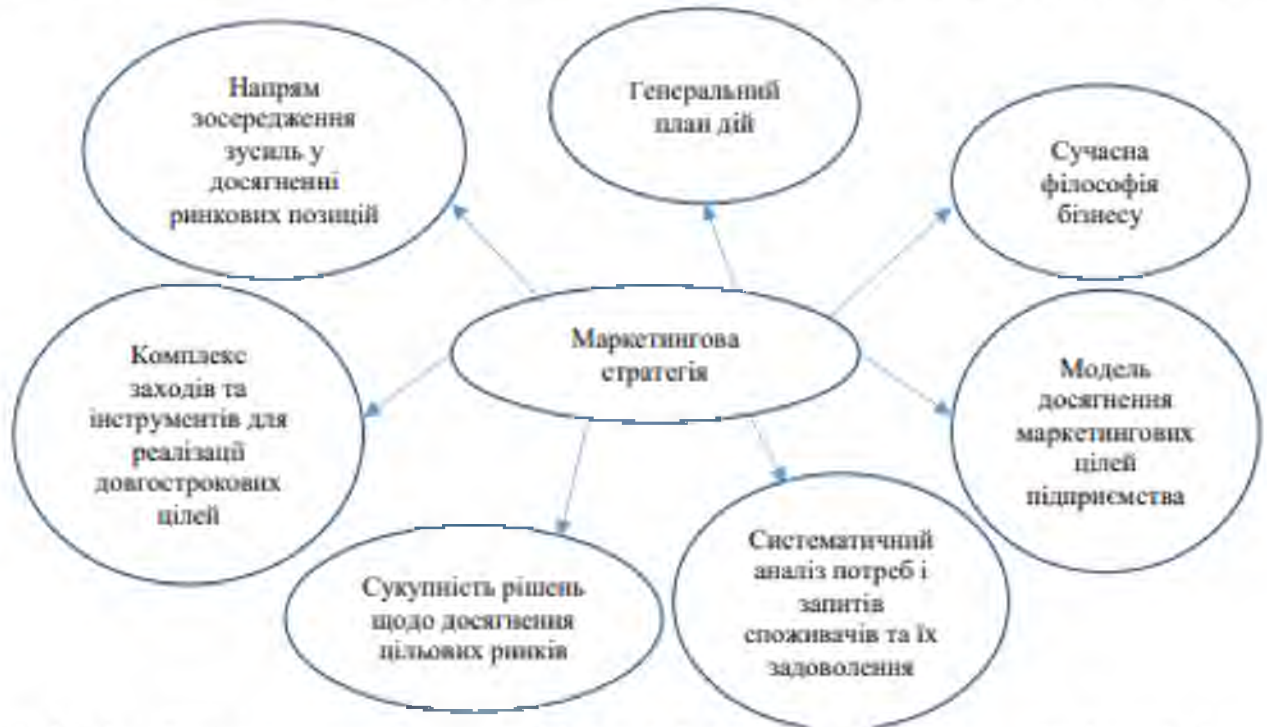 Напрям
зосередження
зусиль у
досягненні
ринкових позицій
Генеральний
план дій
Сучасна
філософія
бізнесу
Маркетингова
стратегія
Комплекс
заходів та
інструментів для
реалізації
довгострокових
цілей
Модель
досягнення
маркетингових
цілей
підприємства
Сукупність рішень
щодо досягнення
цільових ринків
Систематичний
аналіз потреб і
запитів
споживачів та їх
задоволення